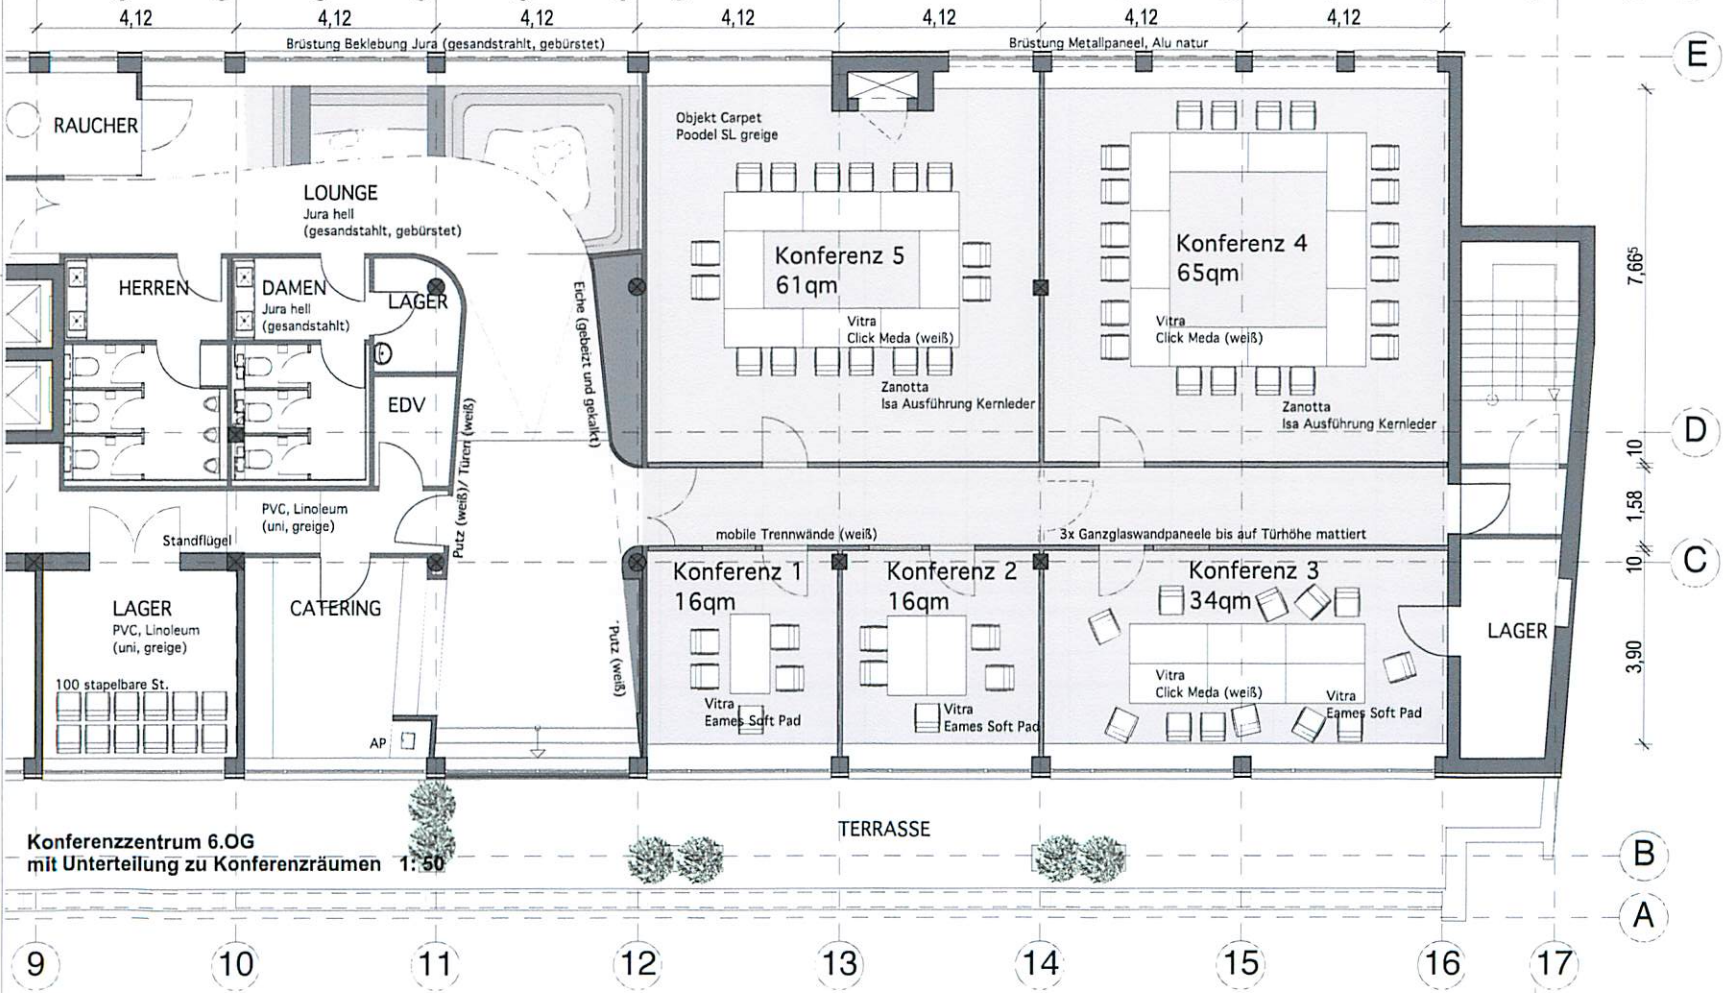 4,12 4,12 4,12 4,12 4,12 4,12 4,12
Brüstung Beklebung Jura (gesandstrahlt, gebürstet)
Brüstung Metallpaneel, Alu natur
E
RAUCHER
Objekt Carpet
Poodel SL greige
LOUNGE
Jura hell
(gesandstahlt, gebürstet)
Konferenz 5
61qm
Vitra
Click Meda (weiß)
Zanotta
Isa Ausführung Kernleder
Konferenz 4
65qm
Vitra
Click Meda (weiß)
Zanotta
Isa Ausführung Kernleder
7,66⁵
HERREN
DAMEN
Jura hell
(gesandstahlt)
LAGER
EDV
Eiche (gebeizt und gekalkt)
Putz (weiß)/ Türen (weiß)
D
10
1,58
10
3,90
PVC, Linoleum
(uni, greige)
Standflügel
mobile Trennwände (weiß)
3x Ganzglaswandpaneele bis auf Türhöhe mattiert
C
LAGER
PVC, Linoleum
(uni, greige)
100 stapelbare St.
CATERING
AP
Putz (weiß)
Konferenz 1
16qm
Vitra
Eames Soft Pad
Konferenz 2
16qm
Vitra
Eames Soft Pad
Konferenz 3
34qm
Vitra
Click Meda (weiß)
Vitra
Eames Soft Pad
LAGER
TERRASSE
Konferenzzentrum 6.OG
mit Unterteilung zu Konferenzräumen 1: 50
B
A
9 10 11 12 13 14 15 16 17